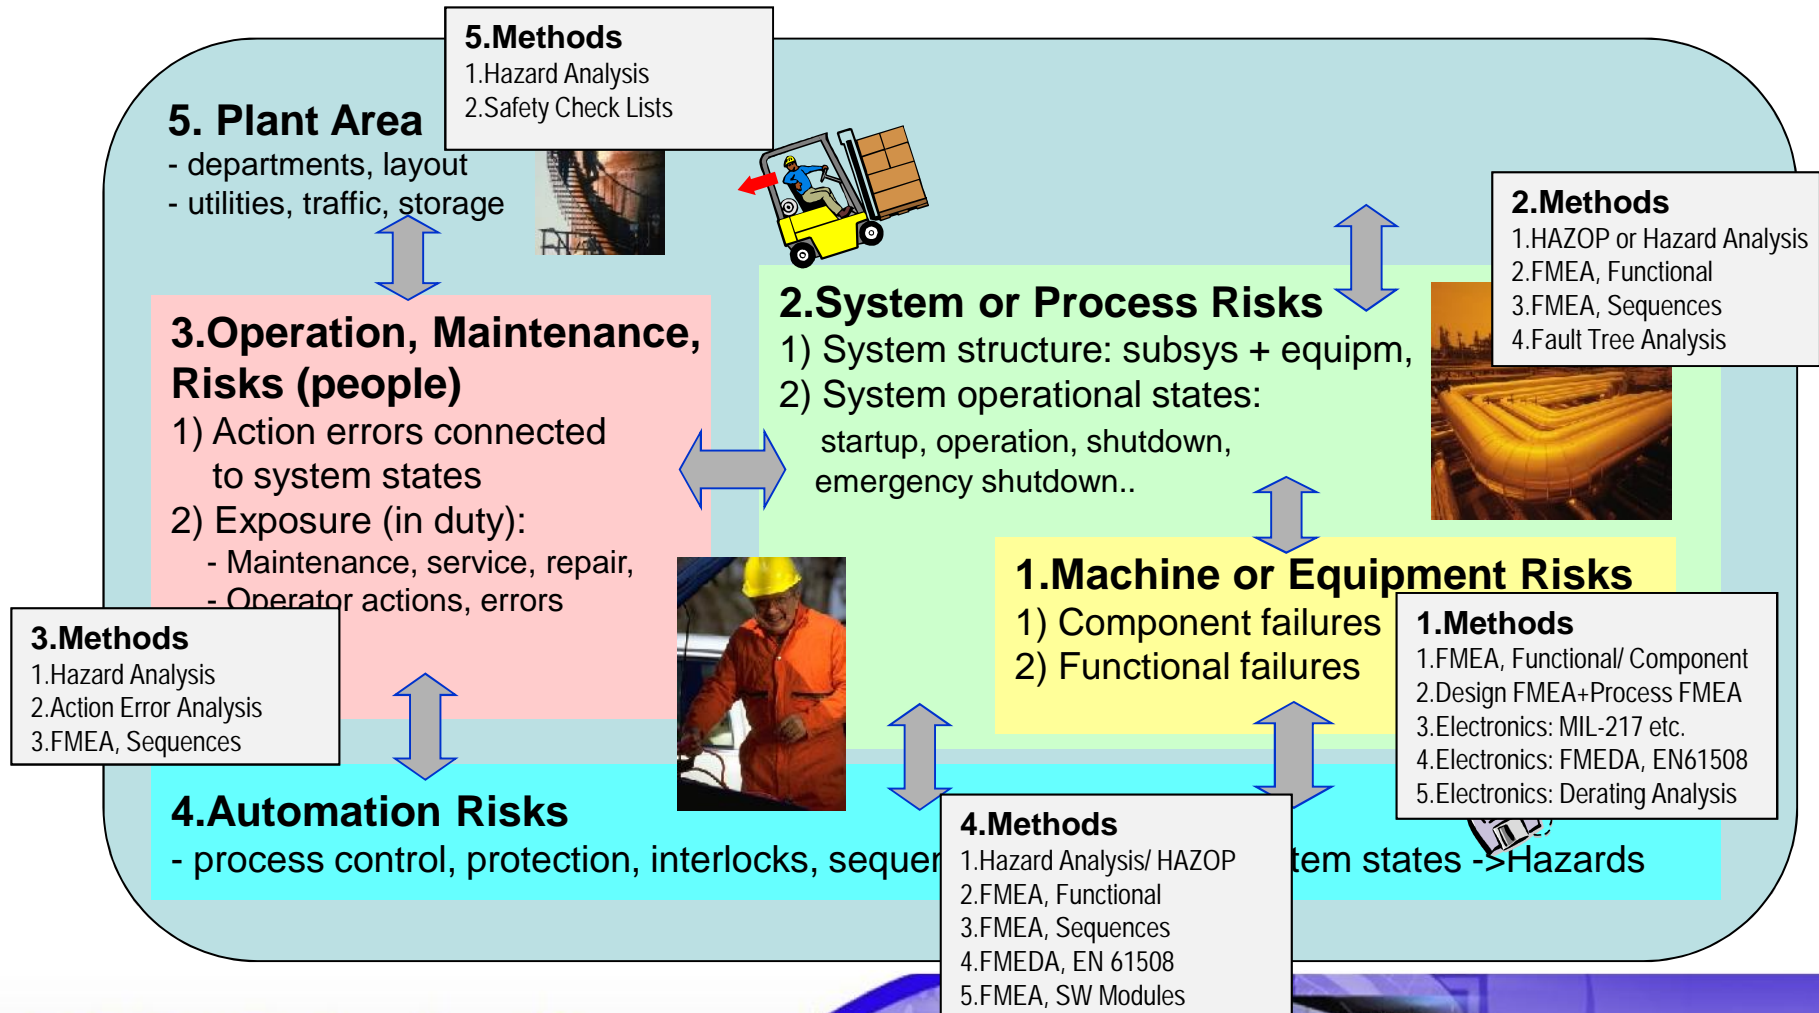 5.Methods
1.Hazard Analysis
2.Safety Check Lists
5. Plant Area
- departments, layout
- utilities, traffic, storage
2.Methods
1.HAZOP or Hazard Analysis
2.FMEA, Functional
3.FMEA, Sequences
4.Fault Tree Analysis
2.System or Process Risks
1) System structure: subsys + equipm,
2) System operational states:
startup, operation, shutdown,
emergency shutdown..
3.Operation, Maintenance,
Risks (people)
1) Action errors connected
to system states
2) Exposure (in duty):
- Maintenance, service, repair,
- Operator actions, errors
3.Methods
1.Hazard Analysis
2.Action Error Analysis
3.FMEA, Sequences
1.Machine or Equipment Risks
1) Component failures
2) Functional failures
1.Methods
1.FMEA, Functional/ Component
2.Design FMEA+Process FMEA
3.Electronics: MIL-217 etc.
4.Electronics: FMEDA, EN61508
5.Electronics: Derating Analysis
4.Automation Risks
- process control, protection, interlocks, sequen tem states ->Hazards
4.Methods
1.Hazard Analysis/ HAZOP
2.FMEA, Functional
3.FMEA, Sequences
4.FMEDA, EN 61508
5.FMEA, SW Modules